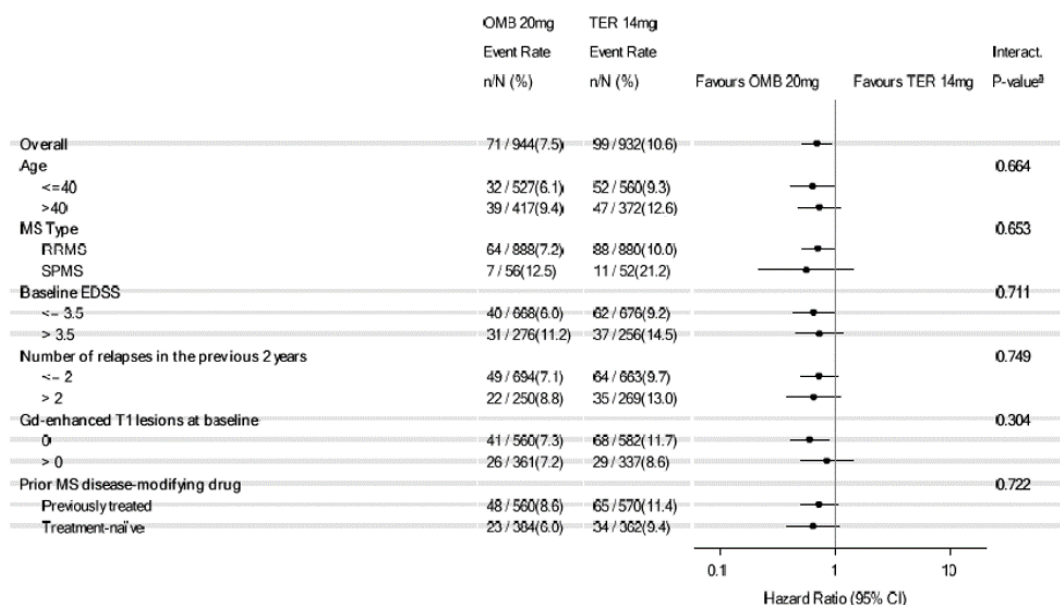 OMB 20mg TER 14mg
Event Rate Event Rate Interact.
n/N (%) n/N (%) Favours OMB 20mg Favours TER 14mg P-valueª
Overall 71 / 944(7.5) 99 / 932(10.6)
Age 0.664
<=40 32 / 527(6.1) 52 / 560(9.3)
>40 39 / 417(9.4) 47 / 372(12.6)
MS Type 0.653
RRMS 64 / 888(7.2) 88 / 880(10.0)
SPMS 7 / 56(12.5) 11 / 52(21.2)
Baseline EDSS 0.711
<= 3.5 40 / 668(6.0) 62 / 676(9.2)
> 3.5 31 / 276(11.2) 37 / 256(14.5)
Number of relapses in the previous 2 years 0.749
<= 2 49 / 694(7.1) 64 / 663(9.7)
> 2 22 / 250(8.8) 35 / 269(13.0)
Gd-enhanced T1 lesions at baseline 0.304
0 41 / 560(7.3) 68 / 582(11.7)
> 0 26 / 361(7.2) 29 / 337(8.6)
Prior MS disease-modifying drug 0.722
Previously treated 48 / 560(8.6) 65 / 570(11.4)
Treatment-naïve 23 / 384(6.0) 34 / 362(9.4)
0.1 1 10
Hazard Ratio (95% CI)